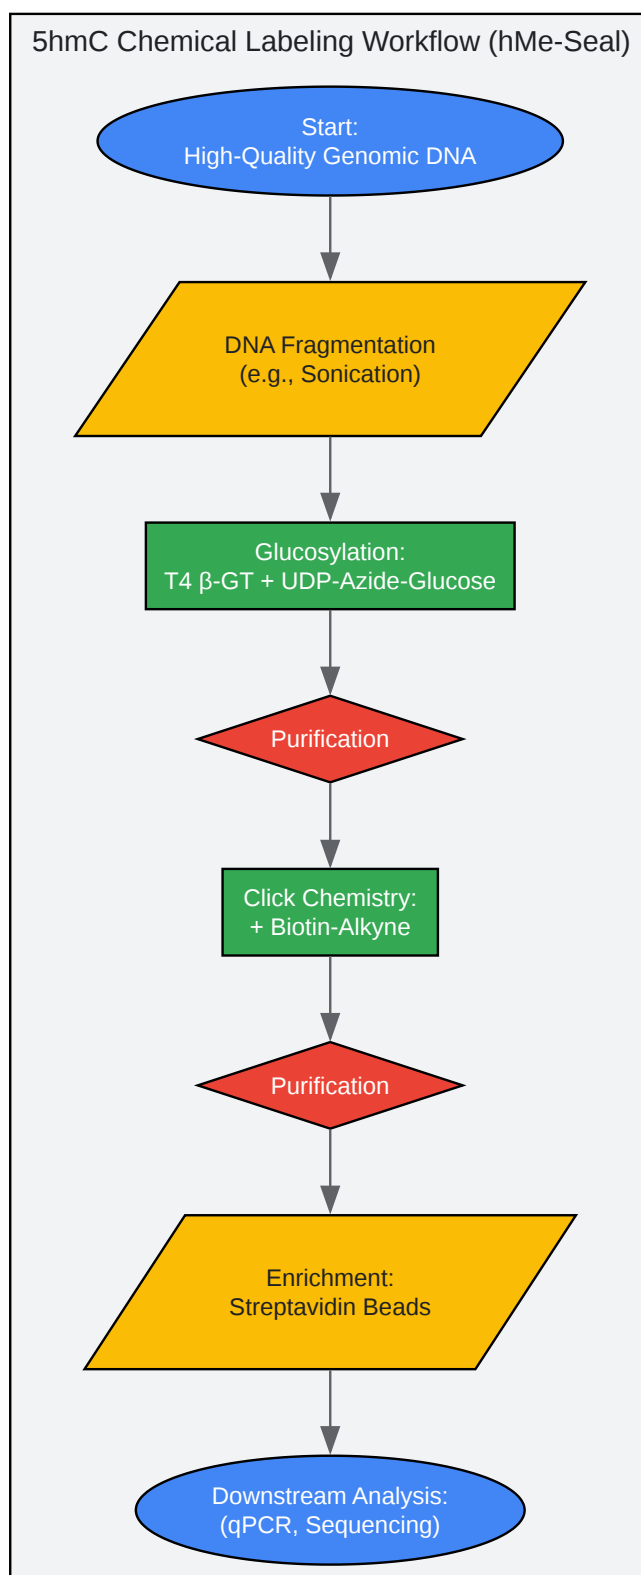 5hmC Chemical Labeling Workflow (hMe-Seal)
Start:
High-Quality Genomic DNA
DNA Fragmentation
(e.g., Sonication)
Glucosylation:
T4 β-GT + UDP-Azide-Glucose
Purification
Click Chemistry:
+ Biotin-Alkyne
Purification
Enrichment:
Streptavidin Beads
Downstream Analysis:
(qPCR, Sequencing)